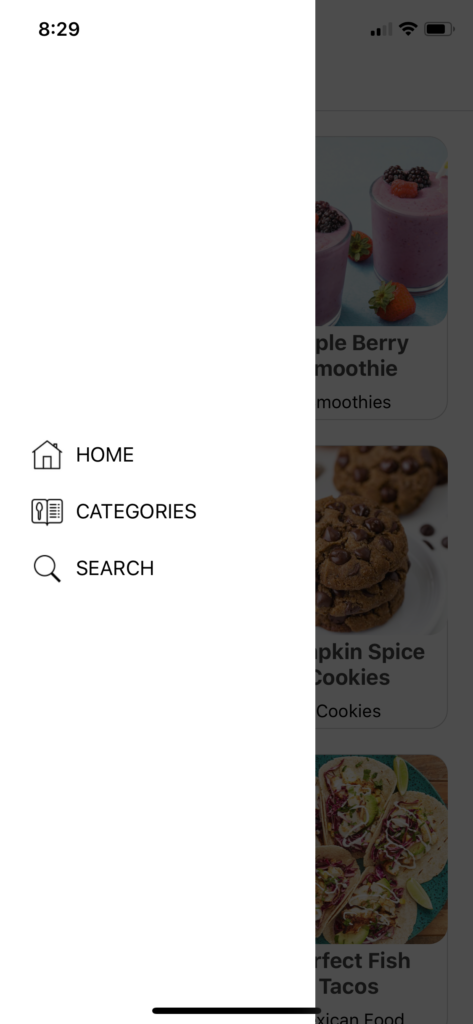 8:29
HOME
CATEGORIES
SEARCH
ple Berry
moothie
moothies
pkin Spice
Cookies
Cookies
rfect Fish
Tacos
xican Food